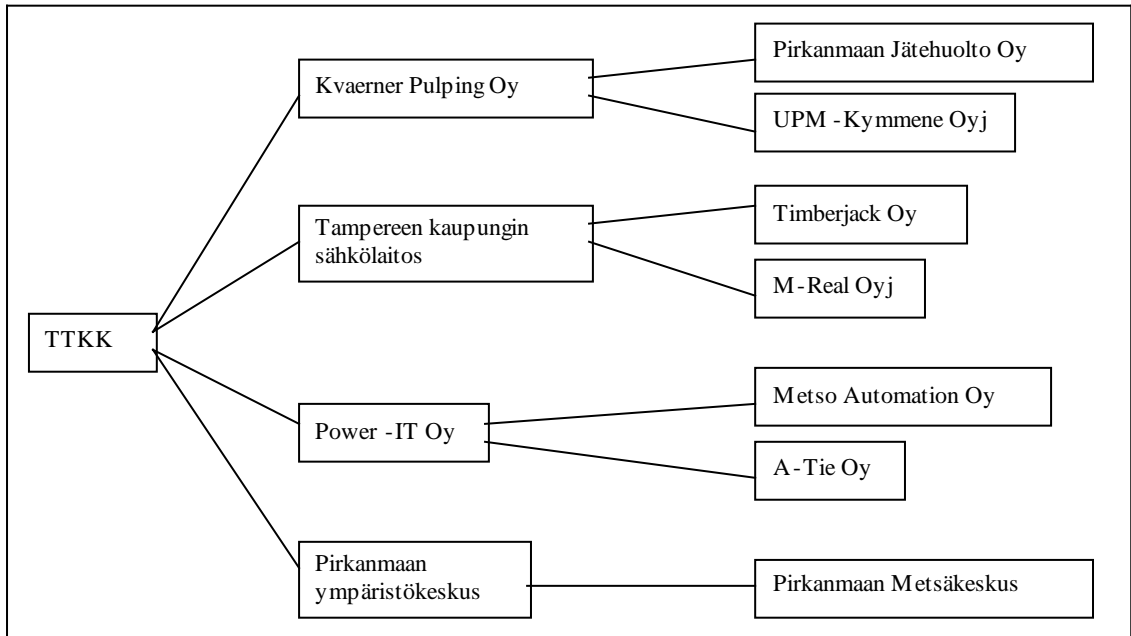 TTKK
Kvaerner Pulping Oy
Pirkanmaan Jätehuolto Oy
UPM -Kymmene Oyj
Tampereen kaupungin
sähkölaitos
Timberjack Oy
M-Real Oyj
Power -IT Oy
Metso Automation Oy
A-Tie Oy
Pirkanmaan
ympäristökeskus
Pirkanmaan Metsäkeskus